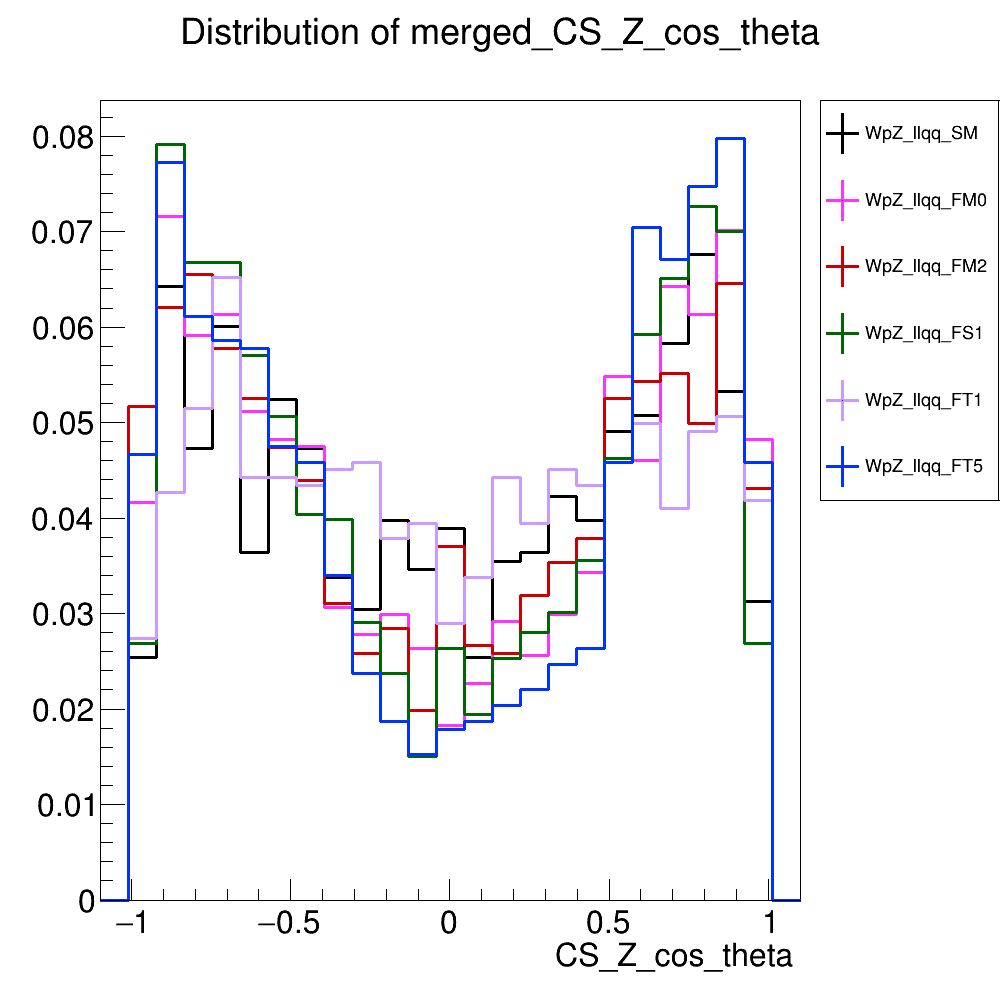 Distribution of merged_CS_Z_cos_theta
0.08
0.07
0.06
0.05
0.04
0.03
0.02
0.01
0
−1
−0.5
0
0.5
1
CS_Z_cos_theta
WpZ_llqq_SM
WpZ_llqq_FM0
WpZ_llqq_FM2
WpZ_llqq_FS1
WpZ_llqq_FT1
WpZ_llqq_FT5